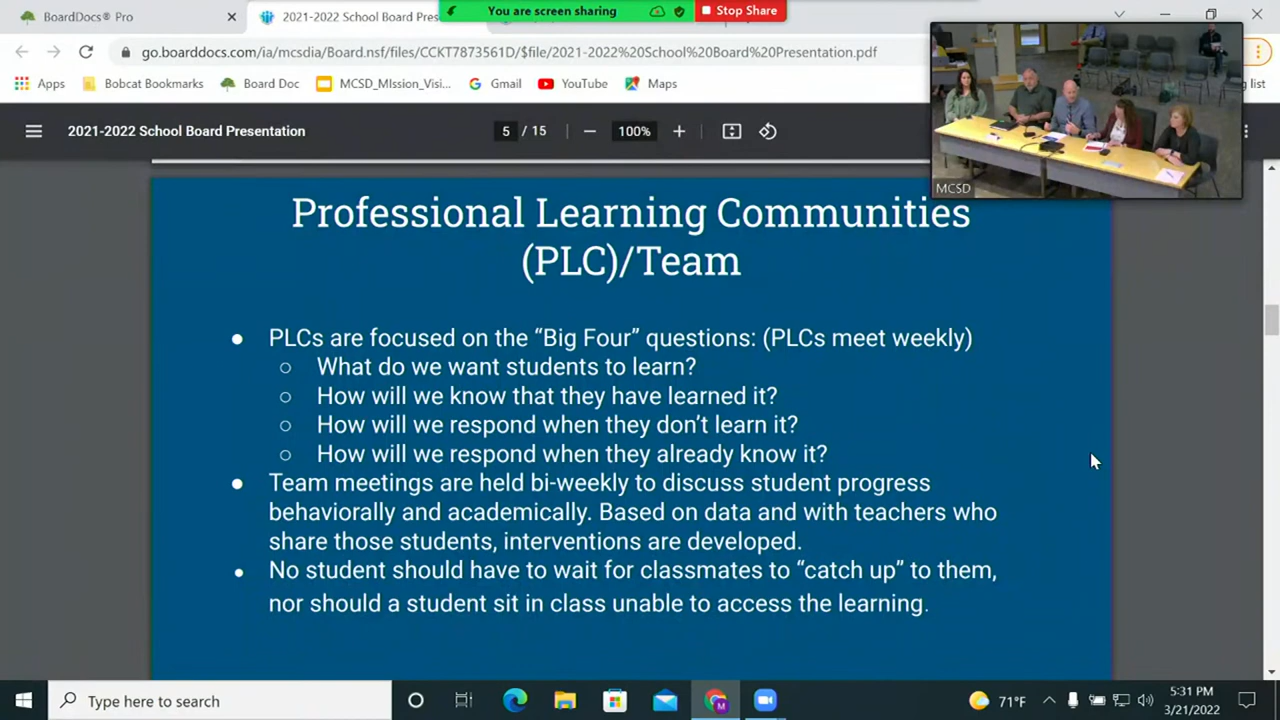 BoardDocs® Pro
2021-2022 School Board Pres
You are screen sharing
Stop Share
go.boarddocs.com/ia/mcsdia/Board.nsf/files/CCKT7873561D/$file/2021-2022%20School%20Board%20Presentation.pdf
Apps
Bobcat Bookmarks
Board Doc
MCSD_MIssion_Visi...
Gmail
YouTube
Maps
ng list
2021-2022 School Board Presentation
5 / 15
100%
MCSD
Professional Learning Communities
(PLC)/Team
● PLCs are focused on the “Big Four” questions: (PLCs meet weekly)
○ What do we want students to learn?
○ How will we know that they have learned it?
○ How will we respond when they don’t learn it?
○ How will we respond when they already know it?
● Team meetings are held bi-weekly to discuss student progress
behaviorally and academically. Based on data and with teachers who
share those students, interventions are developed.
● No student should have to wait for classmates to “catch up” to them,
nor should a student sit in class unable to access the learning.
Type here to search
71°F
5:31 PM
3/21/2022